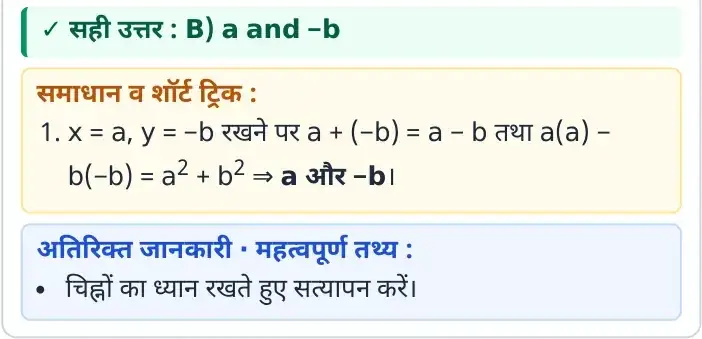 ✓ सही उत्तर : B) a and −b
समाधान व शॉर्ट ट्रिक :
1. x = a, y = −b रखने पर a + (−b) = a − b तथा a(a) −
b(−b) = a² + b² ⇒ a और −b।
अतिरिक्त जानकारी · महत्वपूर्ण तथ्य :
• चिह्नों का ध्यान रखते हुए सत्यापन करें।